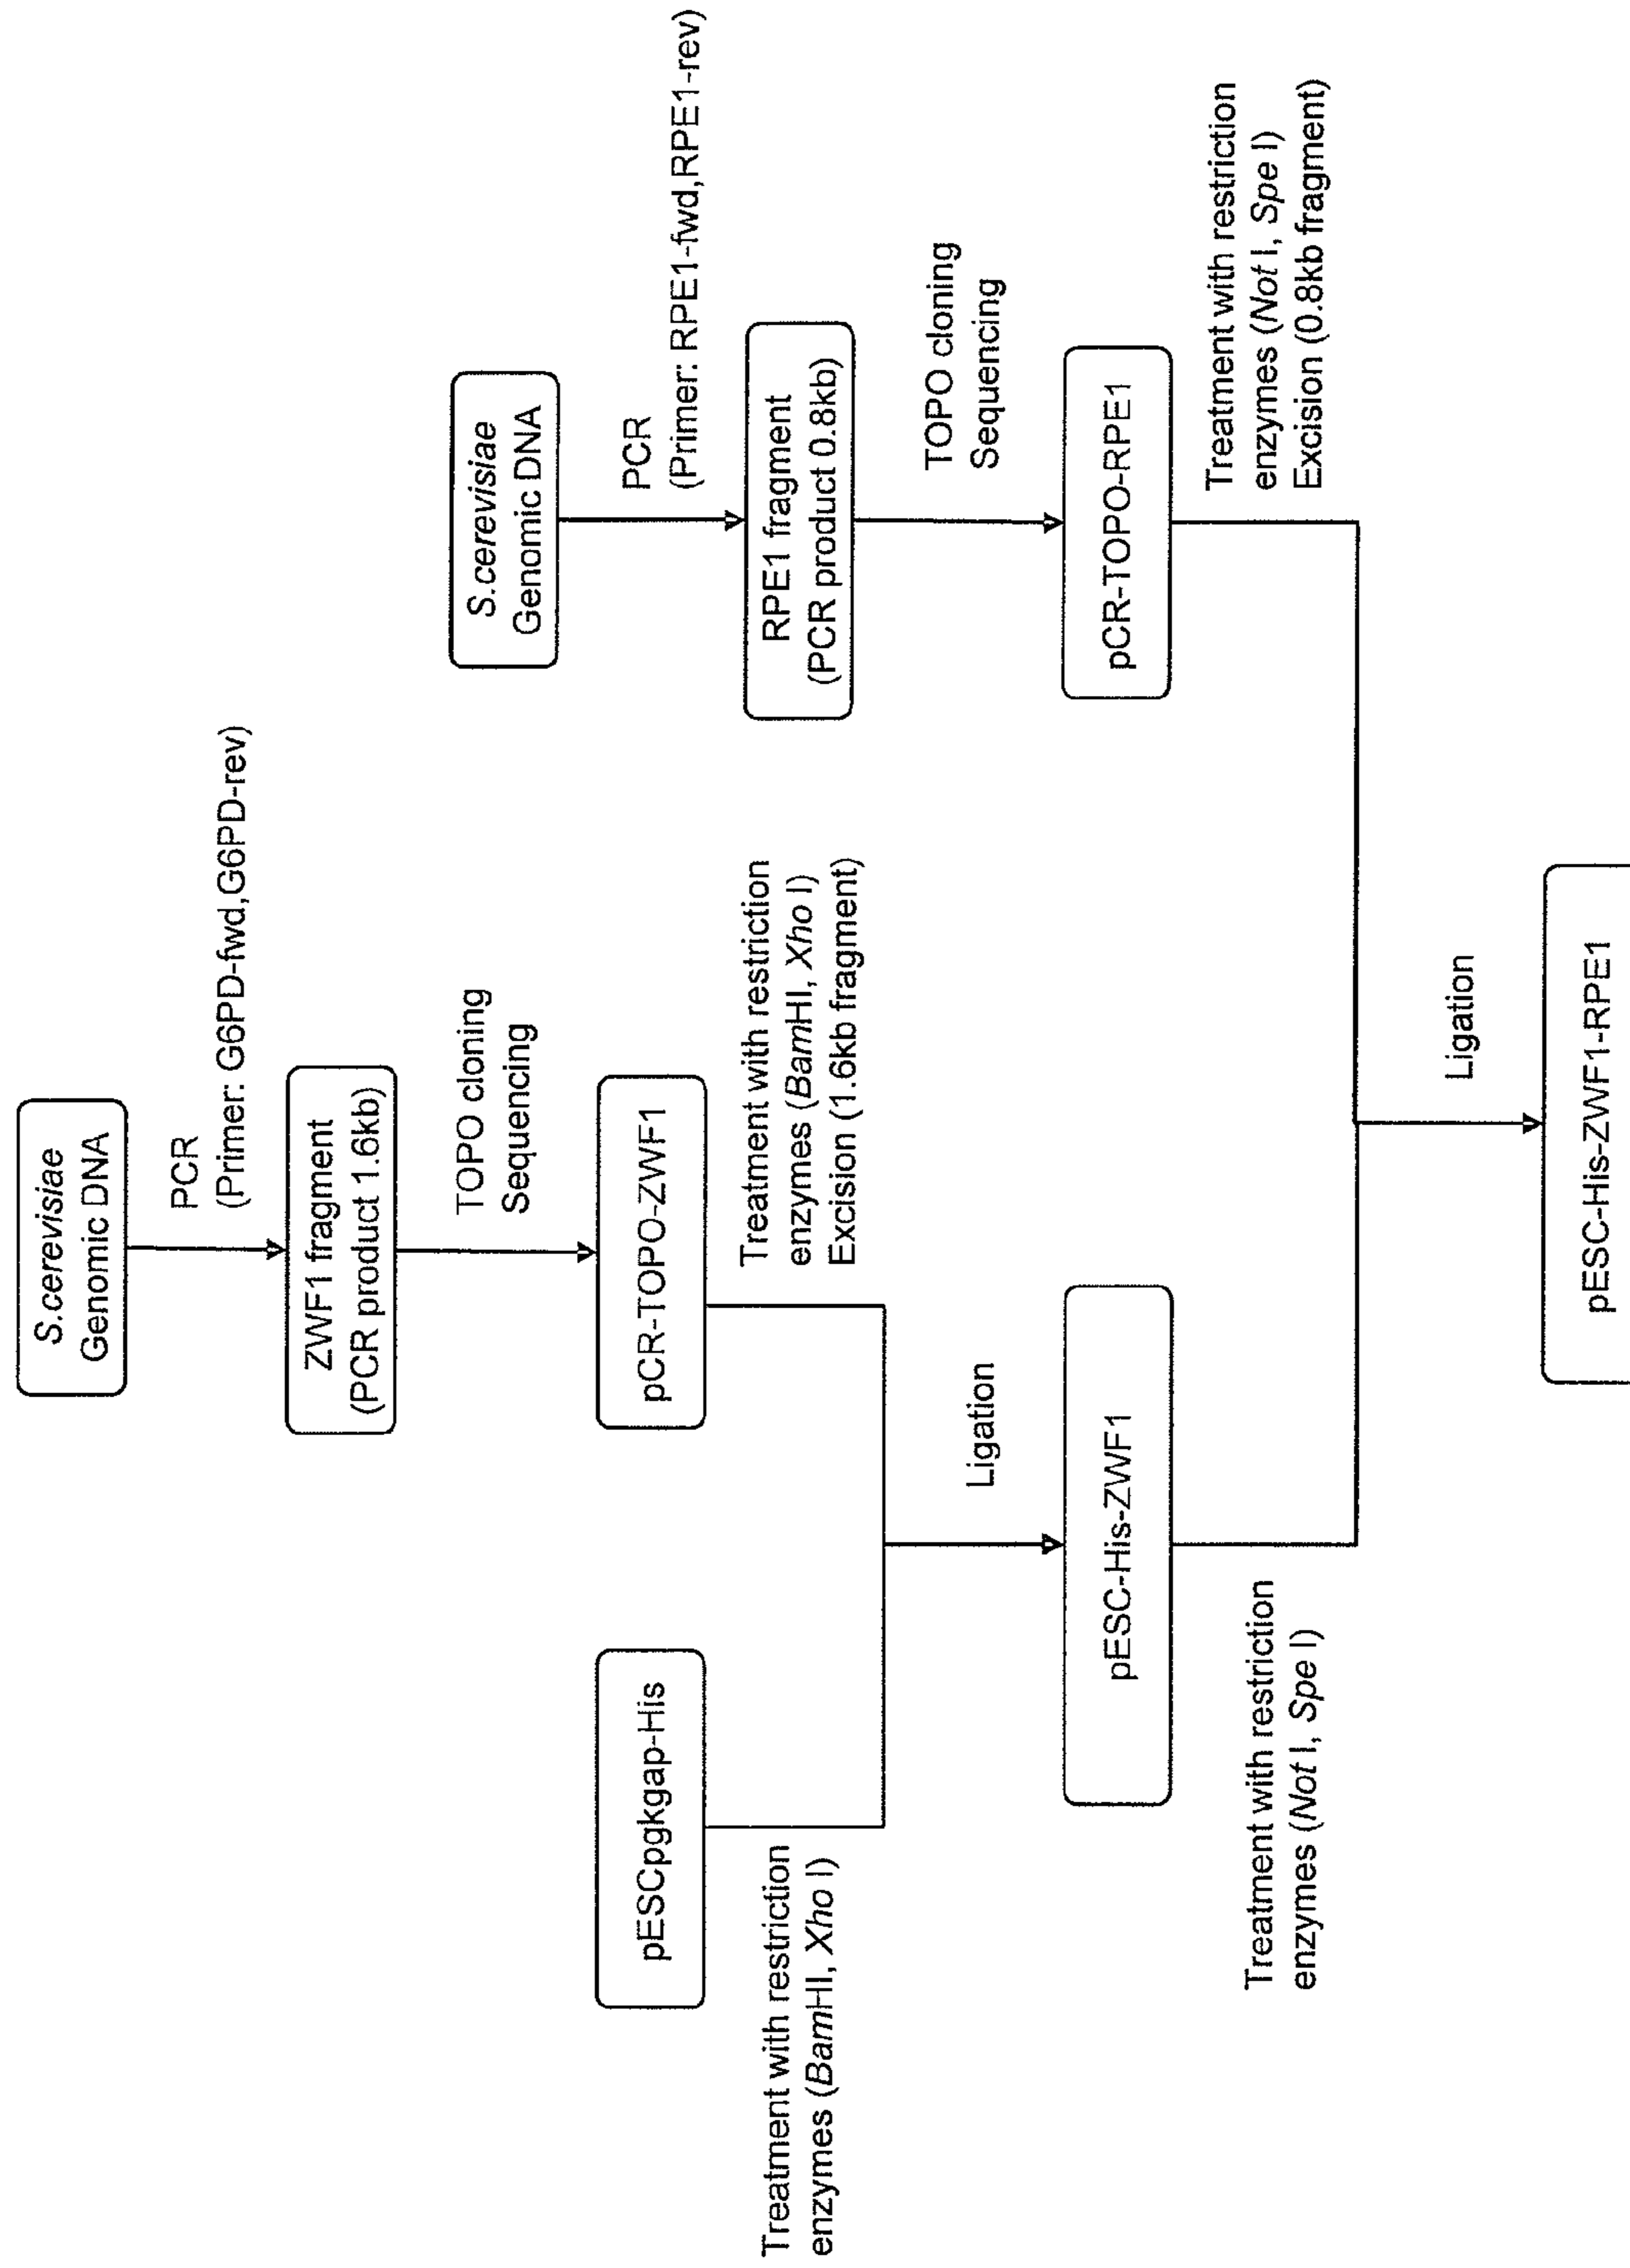 S.cerevisiae
Genomic DNA
PCR
(Primer: G6PD-fwd,G6PD-rev)
ZWF1 fragment
(PCR product 1.6kb)
TOPO cloning
Sequencing
pESCpgkgap-His
pCR-TOPO-ZWF1
Treatment with restriction
enzymes (BamHI, Xho I)
Treatment with restriction
enzymes (BamHI, Xho I)
Excision (1.6kb fragment)
Ligation
S.cerevisiae
Genomic DNA
PCR
(Primer: RPE1-fwd,RPE1-rev)
RPE1 fragment
(PCR product 0.8kb)
TOPO cloning
Sequencing
pESC-His-ZWF1
pCR-TOPO-RPE1
Treatment with restriction
enzymes (Not I, Spe I)
Treatment with restriction
enzymes (Not I, Spe I)
Excision (0.8kb fragment)
Ligation
pESC-His-ZWF1-RPE1